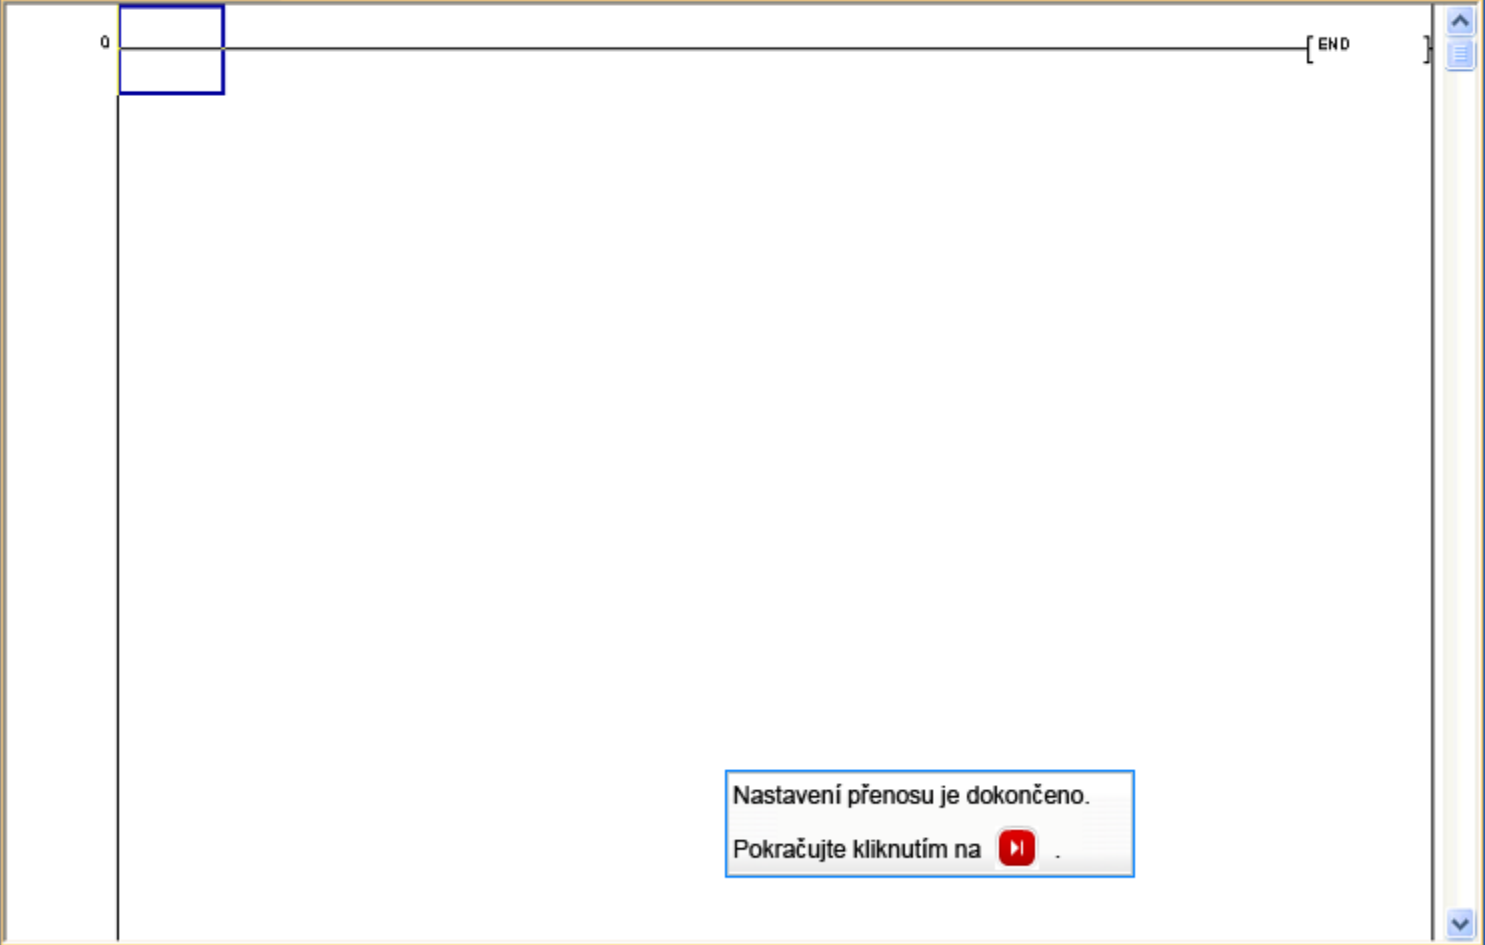 0 [ END ]
Nastavení přenosu je dokončeno.
Pokračujte kliknutím na .